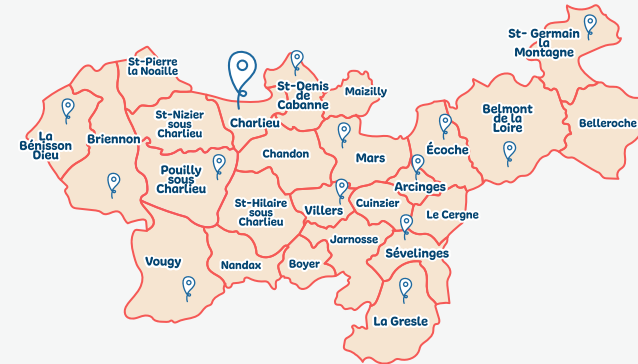 St- Germain
la
Montagne
St-Pierre
la Noaille
St-Denis
de
Cabanne
Maizilly
St-Nizier
sous
Charlieu
Charlieu
Belmont
de la
Loire
Belleroche
La
Bénisson
Dieu
Briennon
Chandon
Mars
Écoche
Pouilly
sous
Charlieu
Arcinges
St-Hilaire
sous
Charlieu
Villers
Cuinzier
Le Cergne
Jarnosse
Sévelinges
Vougy
Nandax
Boyer
La Gresle